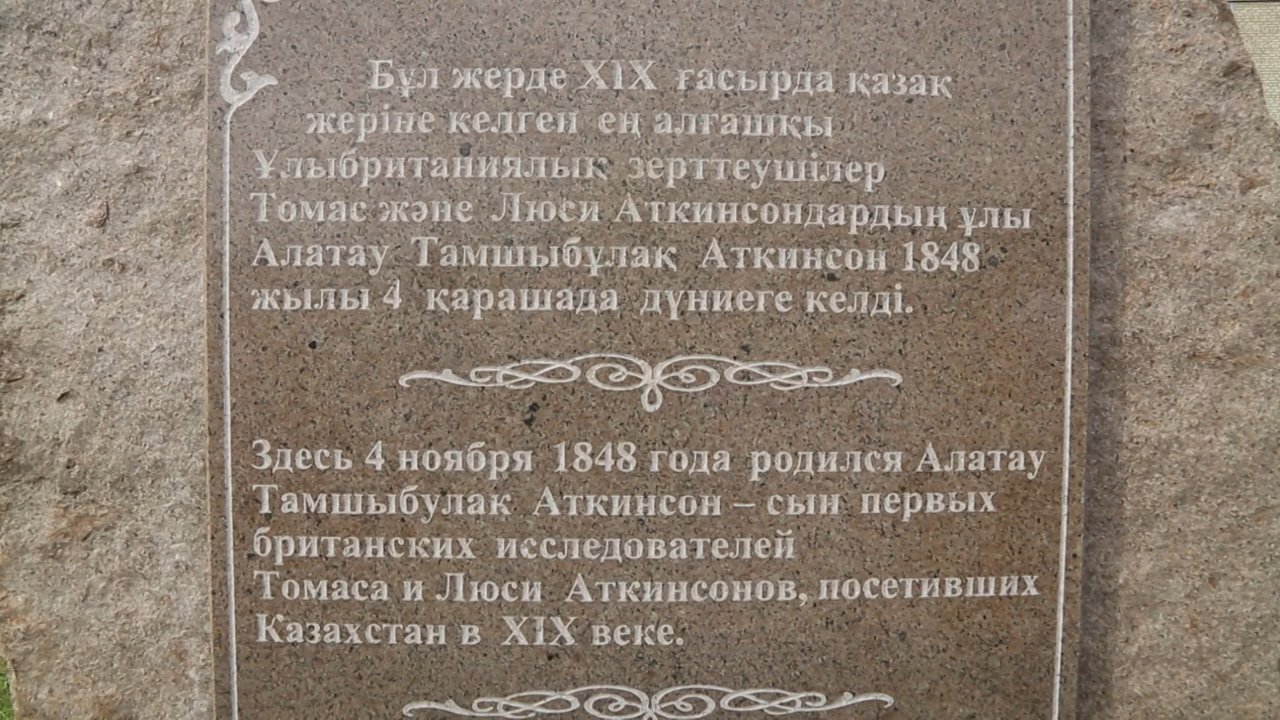 Бұл жерде XIX ғасырда қазақ
жеріне келген ең алғашқы
Ұлыбританиялық зерттеушілер
Томас және Люси Аткинсондардың ұлы
Алатау Тамшыбұлақ Аткинсон 1848
жылы 4 қарашада дүниеге келді.
Здесь 4 ноября 1848 года родился Алатау
Тамшыбулак Аткинсон – сын первых
британских исследователей
Томаса и Люси Аткинсонов, посетивших
Казахстан в XIX веке.